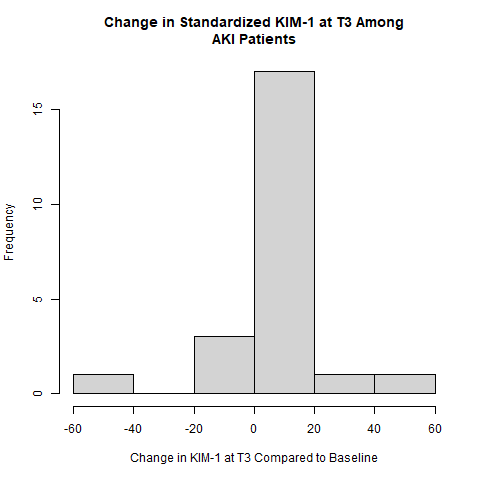 Change in Standardized KIM-1 at T3 Among
AKI Patients
Frequency
15
10
5
0
-60 -40 -20 0 20 40 60
Change in KIM-1 at T3 Compared to Baseline